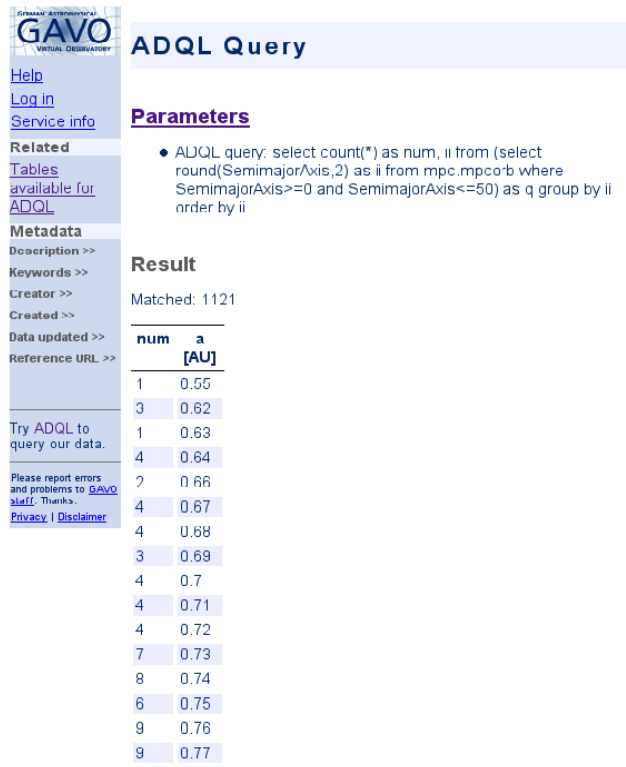 GERMAN ASTROPHYSICAL
GAVO
VIRTUAL OBSERVATORY
Help
Log in
Service info
Related
Tables
available for
ADQL
Metadata
Description >>
Keywords >>
Creator >>
Created >>
Data updated >>
Reference URL >>
Try ADQL to
query our data.
Please report errors
and problems to GAVO
staff. Thanks.
Privacy | Disclaimer
ADQL Query
Parameters
● ADQL query: select count(*) as num, ii from (select
round(SemimajorAxis,2) as ii from mpc.mpcorb where
SemimajorAxis>=0 and SemimajorAxis<=50) as q group by ii
order by ii
Result
Matched: 1121
num a
[AU]
1 0.55
3 0.62
1 0.63
4 0.64
2 0.66
4 0.67
4 0.68
3 0.69
4 0.7
4 0.71
4 0.72
7 0.73
8 0.74
6 0.75
9 0.76
9 0.77